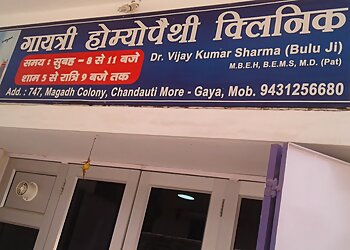 गायत्री होम्योपैथी क्लिनिक
समय : सुबह - 8 से 11 बजे
शाम 5 से रात्रि 9 बजे तक
Dr. Vijay Kumar Sharma (Bulu Ji)
M.B.E.H, B.E.M.S, M.D. (Pat)
Add. : 747, Magadh Colony, Chandauti More - Gaya, Mob. 9431256680